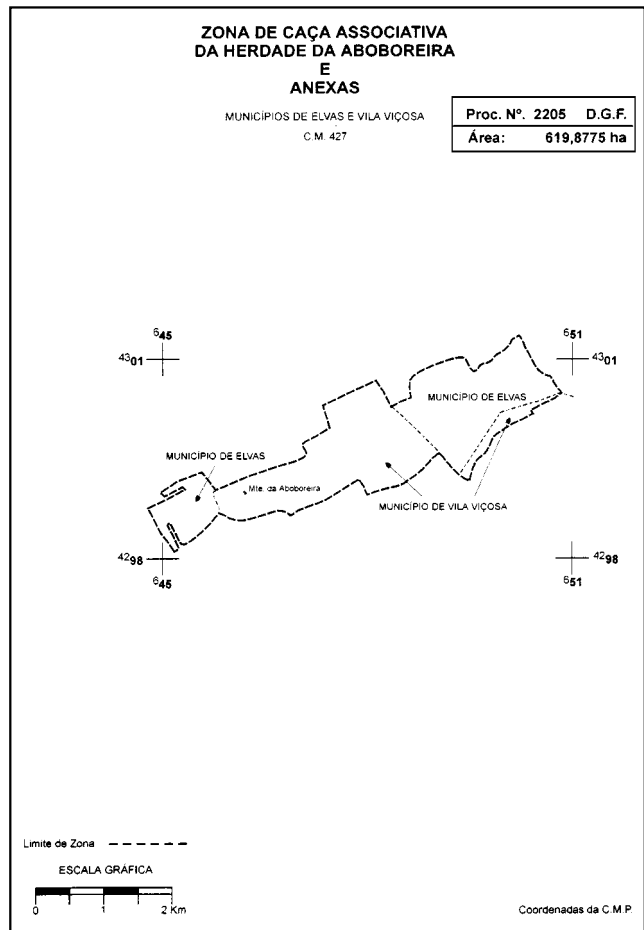 ZONA DE CAÇA ASSOCIATIVA
DA HERDADE DA ABOBOREIRA
E
ANEXAS
MUNICÍPIOS DE ELVAS E VILA VIÇOSA
C.M. 427
Proc. Nº. 2205 D.G.F.
Área: 619,8775 ha
645
651
4301
4301
MUNICÍPIO DE ELVAS
MUNICÍPIO DE ELVAS
Mte. da Aboboreira
MUNICÍPIO DE VILA VIÇOSA
4298
4298
645
651
Limite de Zona
ESCALA GRÁFICA
0 1 2 Km
Coordenadas da C.M.P.